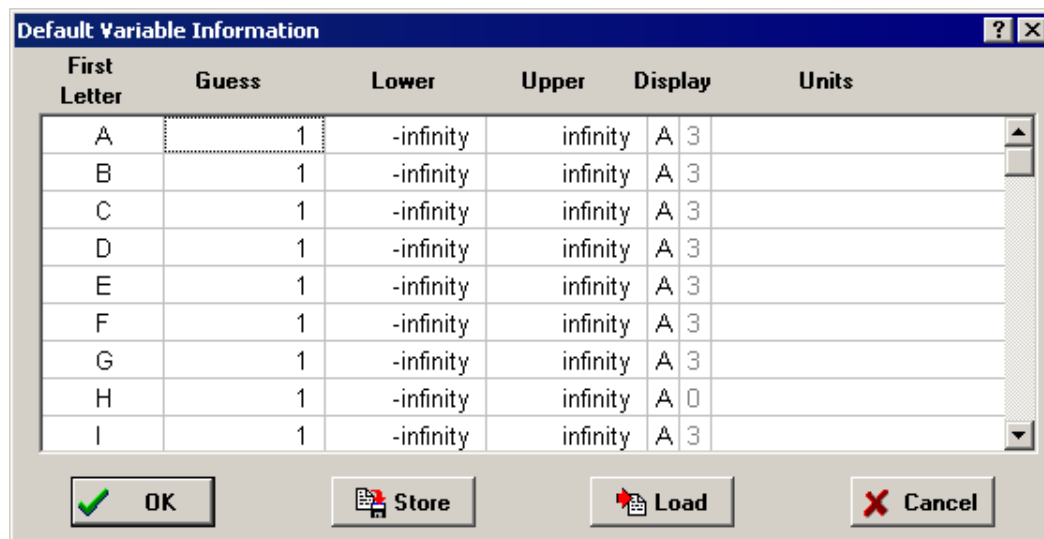 Default Variable Information ? X
First Letter Guess Lower Upper Display Units
A 1 -infinity infinity A 3
B 1 -infinity infinity A 3
C 1 -infinity infinity A 3
D 1 -infinity infinity A 3
E 1 -infinity infinity A 3
F 1 -infinity infinity A 3
G 1 -infinity infinity A 3
H 1 -infinity infinity A 0
I 1 -infinity infinity A 3
OK Store Load Cancel